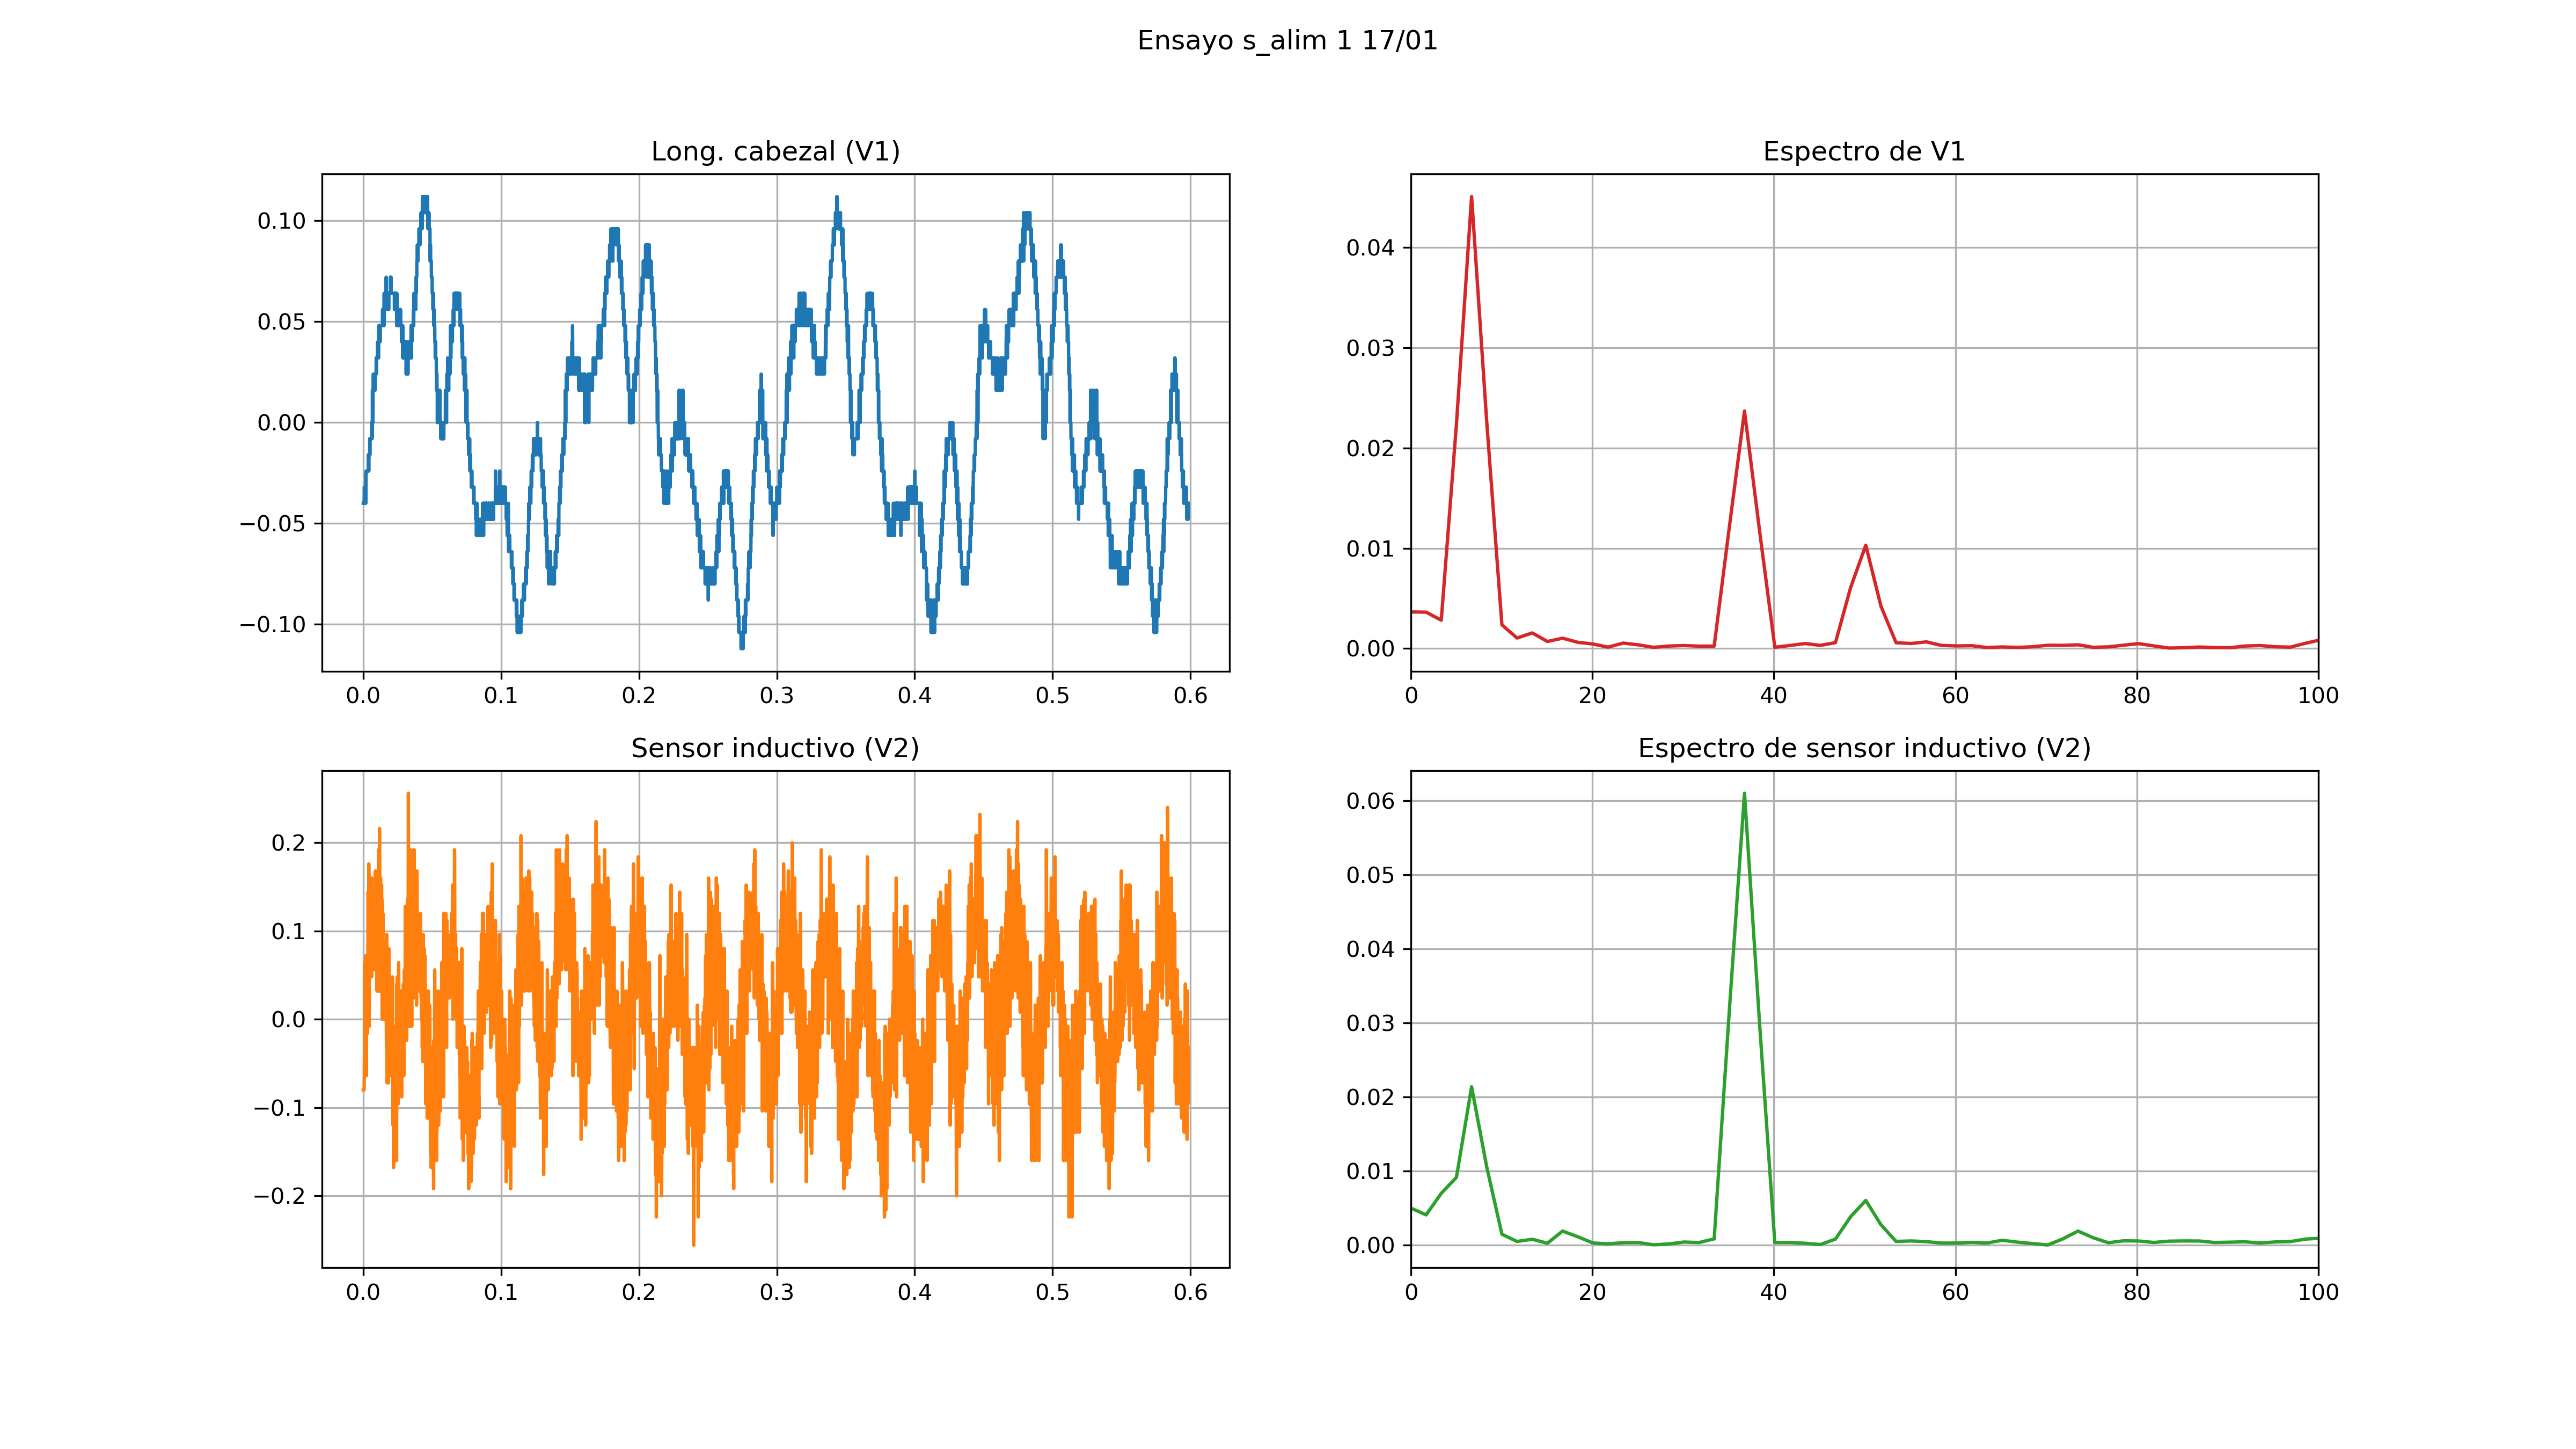 Ensayo s_alim 1 17/01
Long. cabezal (V1)
0.10
0.05
0.00
−0.05
−0.10
0.0 0.1 0.2 0.3 0.4 0.5 0.6
Espectro de V1
0.04
0.03
0.02
0.01
0.00
0 20 40 60 80 100
Sensor inductivo (V2)
0.2
0.1
0.0
−0.1
−0.2
0.0 0.1 0.2 0.3 0.4 0.5 0.6
Espectro de sensor inductivo (V2)
0.06
0.05
0.04
0.03
0.02
0.01
0.00
0 20 40 60 80 100